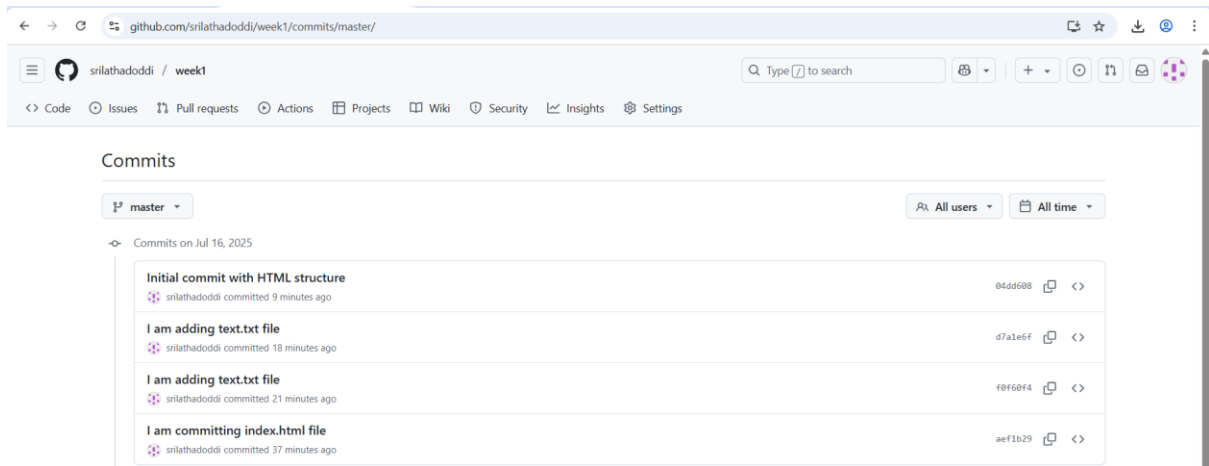 github.com/srilathadoddi/week1/commits/master/
srilathadoddi / week1
Type / to search
<> Code Issues Pull requests Actions Projects Wiki Security Insights Settings
Commits
master All users All time
Commits on Jul 16, 2025
Initial commit with HTML structure
srilathadoddi committed 9 minutes ago
04dd608
I am adding text.txt file
srilathadoddi committed 18 minutes ago
d7a1e6f
I am adding text.txt file
srilathadoddi committed 21 minutes ago
f0f60f4
I am committing index.html file
srilathadoddi committed 37 minutes ago
aef1b29